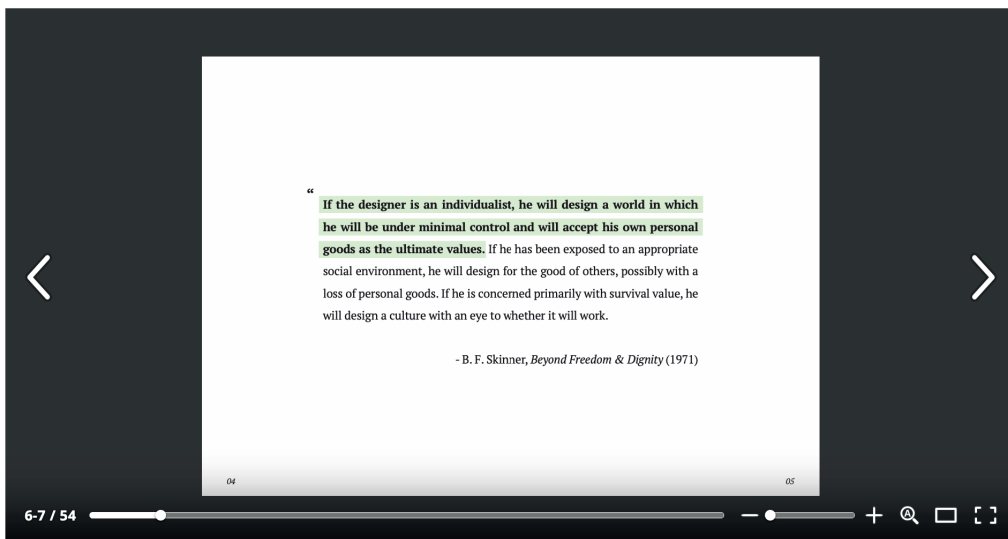 “
If the designer is an individualist, he will design a world in which
he will be under minimal control and will accept his own personal
goods as the ultimate values. If he has been exposed to an appropriate
social environment, he will design for the good of others, possibly with a
loss of personal goods. If he is concerned primarily with survival value, he
will design a culture with an eye to whether it will work.
- B. F. Skinner, Beyond Freedom & Dignity (1971)
04
05
6-7 / 54
A